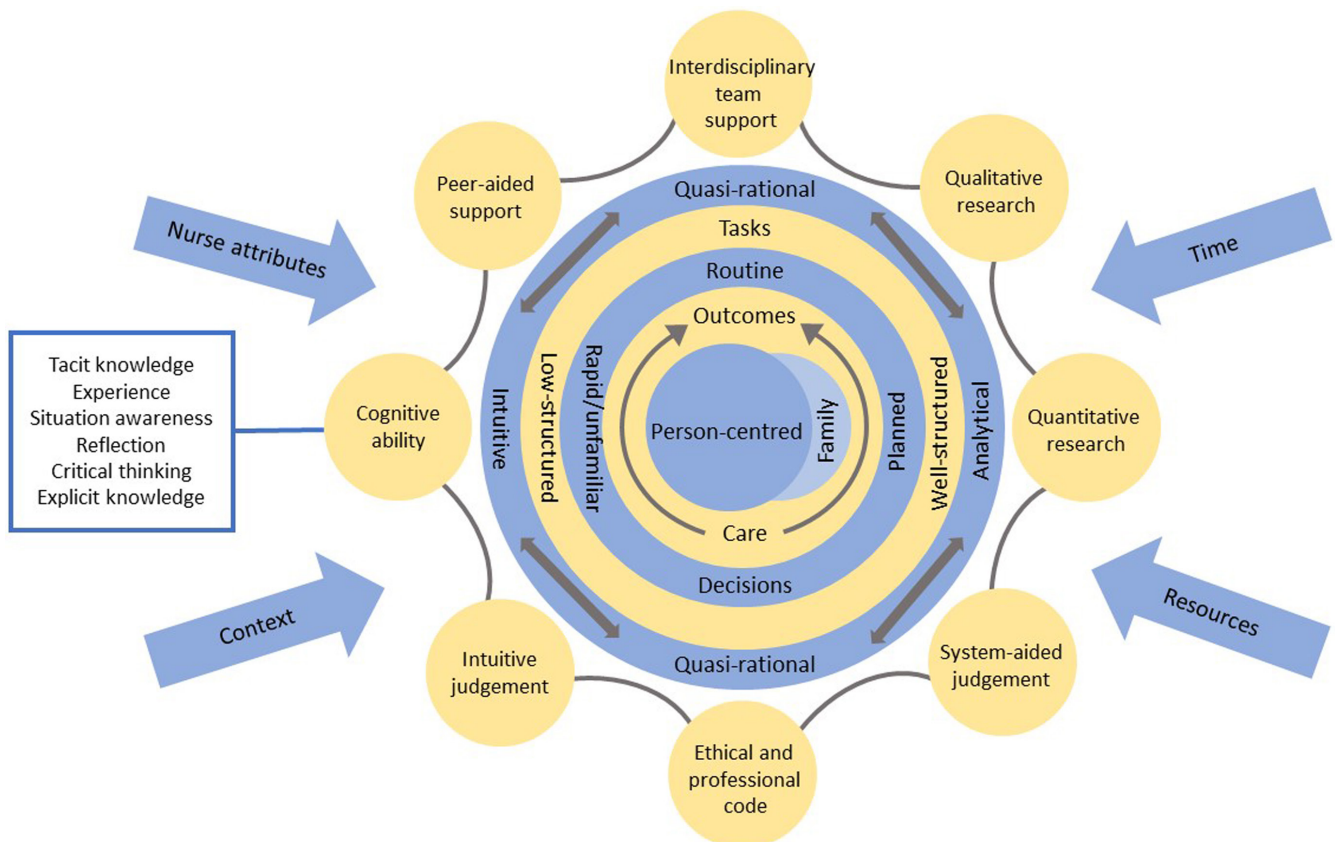 Interdisciplinary
team
support
Peer-aided
support
Qualitative
research
Nurse attributes
Time
Quasi-rational
Tasks
Routine
Outcomes
Tacit knowledge
Experience
Situation awareness
Reflection
Critical thinking
Explicit knowledge
Cognitive
ability
Intuitive
Low-structured
Rapid/unfamiliar
Person-centred
Family
Planned
Well-structured
Analytical
Quantitative
research
Care
Decisions
Quasi-rational
Context
Resources
Intuitive
judgement
System-aided
judgement
Ethical and
professional
code